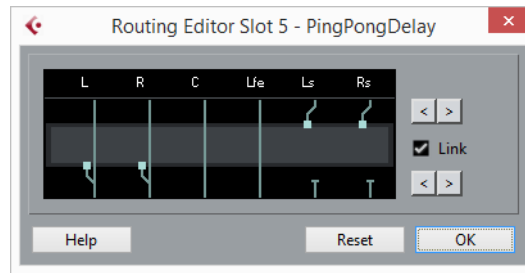 Routing Editor Slot 5 - PingPongDelay
L R C Lfe Ls Rs
< >
Link
< >
Help Reset OK